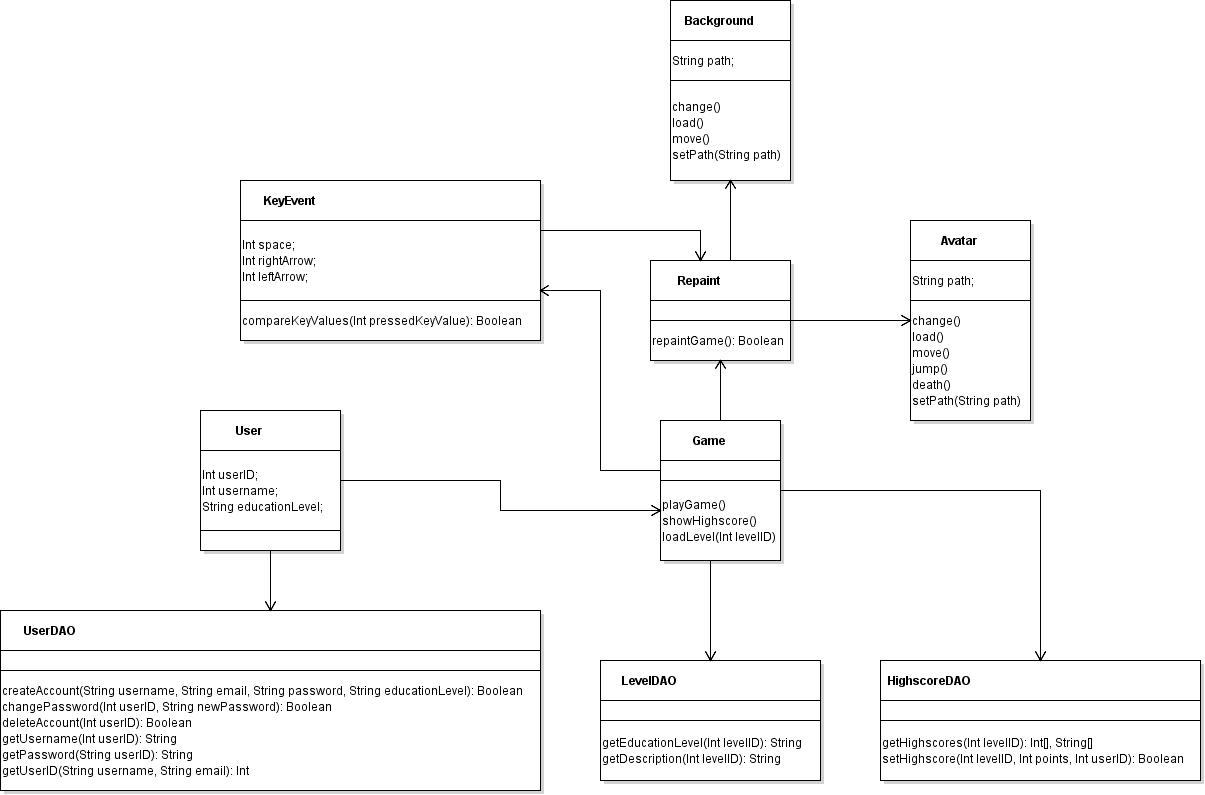 Background
String path;
change()
load()
move()
setPath(String path)
KeyEvent
Int space;
Int rightArrow;
Int leftArrow;
compareKeyValues(Int pressedKeyValue): Boolean
Repaint
repaintGame(): Boolean
Avatar
String path;
change()
load()
move()
jump()
death()
setPath(String path)
User
Int userID;
Int username;
String educationLevel;
Game
playGame()
showHighscore()
loadLevel(Int levelID)
UserDAO
createAccount(String username, String email, String password, String educationLevel): Boolean
changePassword(Int userID, String newPassword): Boolean
deleteAccount(Int userID): Boolean
getUsername(Int userID): String
getPassword(String userID): String
getUserID(String username, String email): Int
LevelDAO
getEducationLevel(Int levelID): String
getDescription(Int levelID): String
HighscoreDAO
getHighscores(Int levelID): Int[], String[]
setHighscore(Int levelID, Int points, Int userID): Boolean